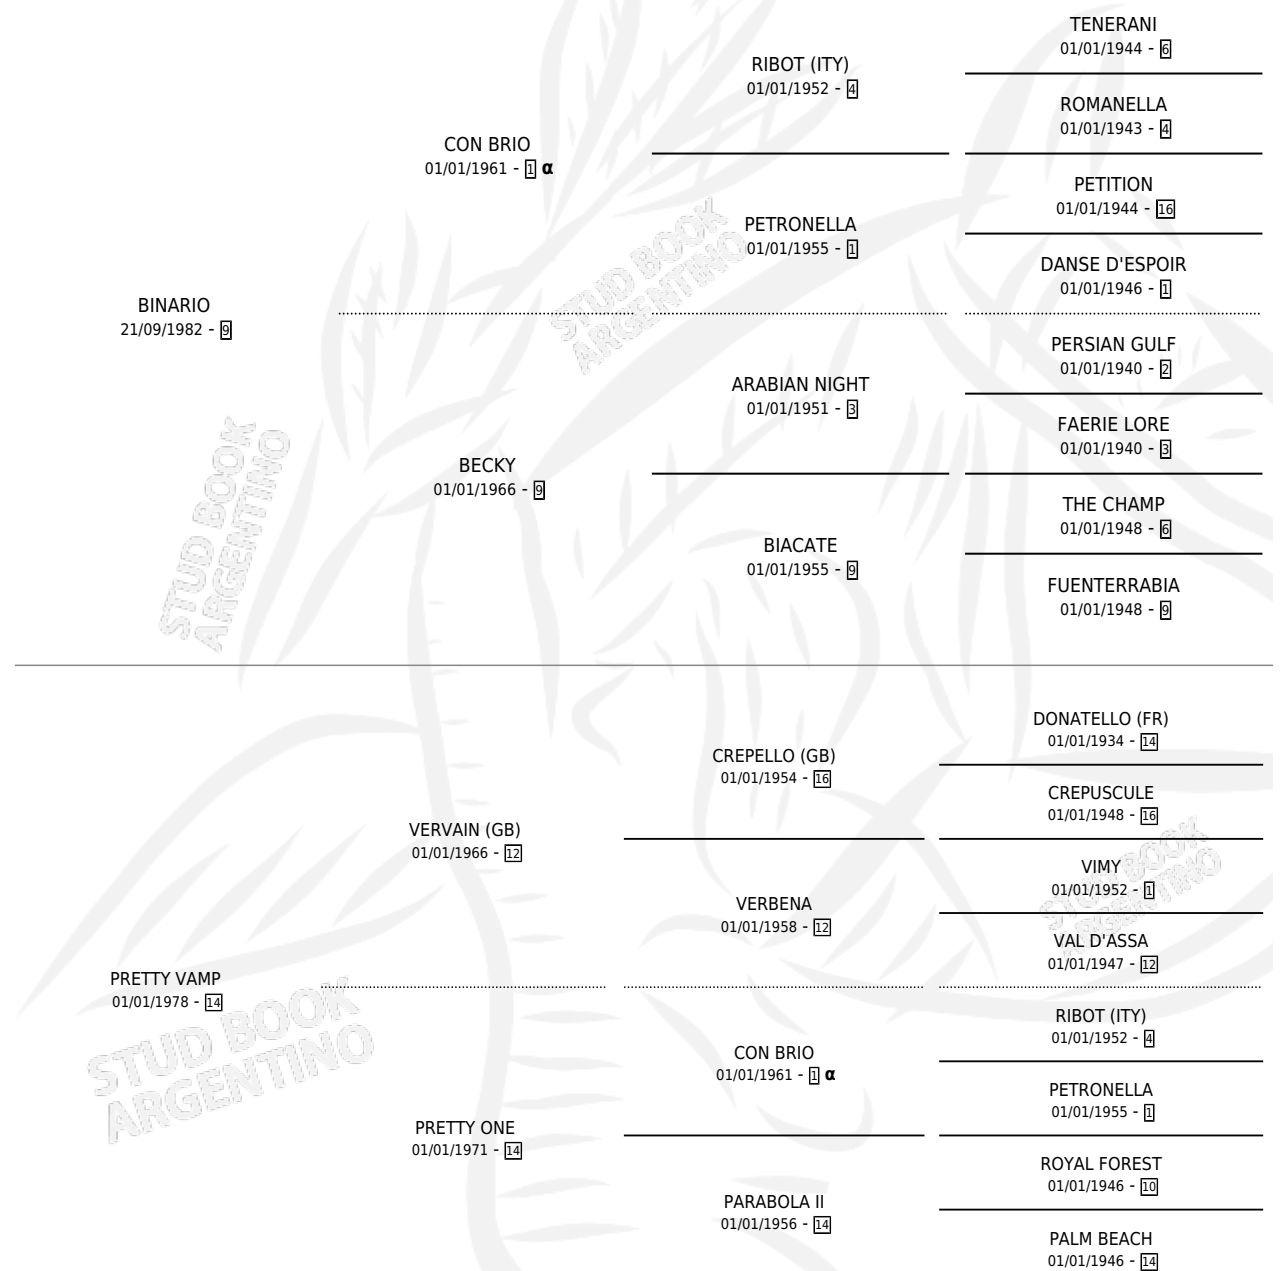 TENERANI
01/01/1944 - 6
RIBOT (ITY)
01/01/1952 - 4
ROMANELLA
01/01/1943 - 4
CON BRIO
01/01/1961 - 1 α
PETITION
01/01/1944 - 16
PETRONELLA
01/01/1955 - 1
DANSE D'ESPOIR
01/01/1946 - 1
BINARIO
21/09/1982 - 9
PERSIAN GULF
01/01/1940 - 2
ARABIAN NIGHT
01/01/1951 - 3
FAERIE LORE
01/01/1940 - 3
BECKY
01/01/1966 - 9
THE CHAMP
01/01/1948 - 6
BIACATE
01/01/1955 - 9
FUENTERRABIA
01/01/1948 - 9
DONATELLO (FR)
01/01/1934 - 14
CREPELLO (GB)
01/01/1954 - 16
CREPUSCULE
01/01/1948 - 16
VERVAIN (GB)
01/01/1966 - 12
VIMY
01/01/1952 - 1
VERBENA
01/01/1958 - 12
VAL D'ASSA
01/01/1947 - 12
PRETTY VAMP
01/01/1978 - 14
RIBOT (ITY)
01/01/1952 - 4
CON BRIO
01/01/1961 - 1 α
PETRONELLA
01/01/1955 - 1
PRETTY ONE
01/01/1971 - 14
ROYAL FOREST
01/01/1946 - 10
PARABOLA II
01/01/1956 - 14
PALM BEACH
01/01/1946 - 14
STUD BOOK
ARGENTINO
STUD BOOK
ARGENTINO
STUD BOOK
ARGENTINO
STUD BOOK
ARGENTINO